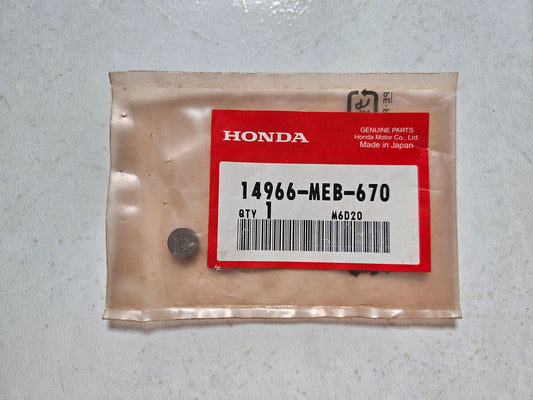 HONDA
GENUINE PARTS
Honda Motor Co., Ltd.
Made in Japan
14966-MEB-670
QTY 1 M6D20